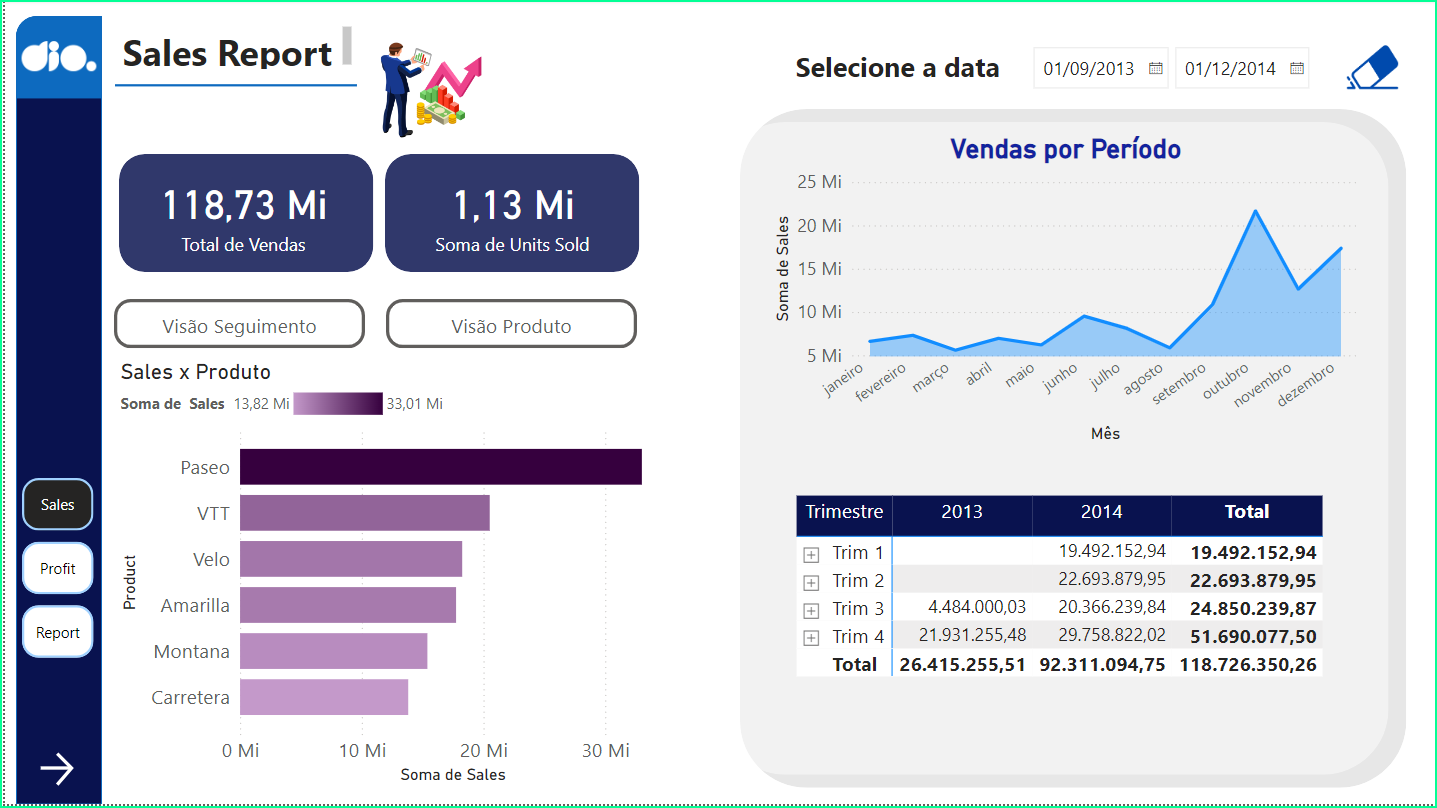 dio.
Sales Report
Selecione a data
01/09/2013
01/12/2014
118,73 Mi
Total de Vendas
1,13 Mi
Soma de Units Sold
Visão Seguimento
Visão Produto
Sales x Produto
Soma de Sales 13,82 Mi 33,01 Mi
Product
Paseo
VTT
Velo
Amarilla
Montana
Carretera
0 Mi 10 Mi 20 Mi 30 Mi
Soma de Sales
Sales
Profit
Report
Vendas por Período
Soma de Sales
25 Mi
20 Mi
15 Mi
10 Mi
5 Mi
janeiro fevereiro março abril maio junho julho agosto setembro outubro novembro dezembro
Mês
Trimestre 2013 2014 Total
Trim 1 19.492.152,94 19.492.152,94
Trim 2 22.693.879,95 22.693.879,95
Trim 3 4.484.000,03 20.366.239,84 24.850.239,87
Trim 4 21.931.255,48 29.758.822,02 51.690.077,50
Total 26.415.255,51 92.311.094,75 118.726.350,26